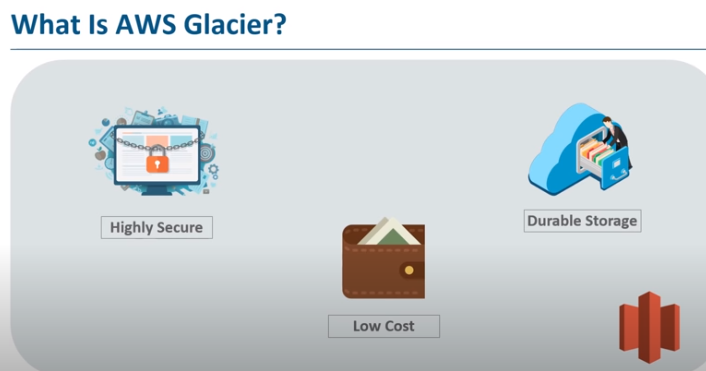 What Is AWS Glacier?
Highly Secure
Durable Storage
Low Cost